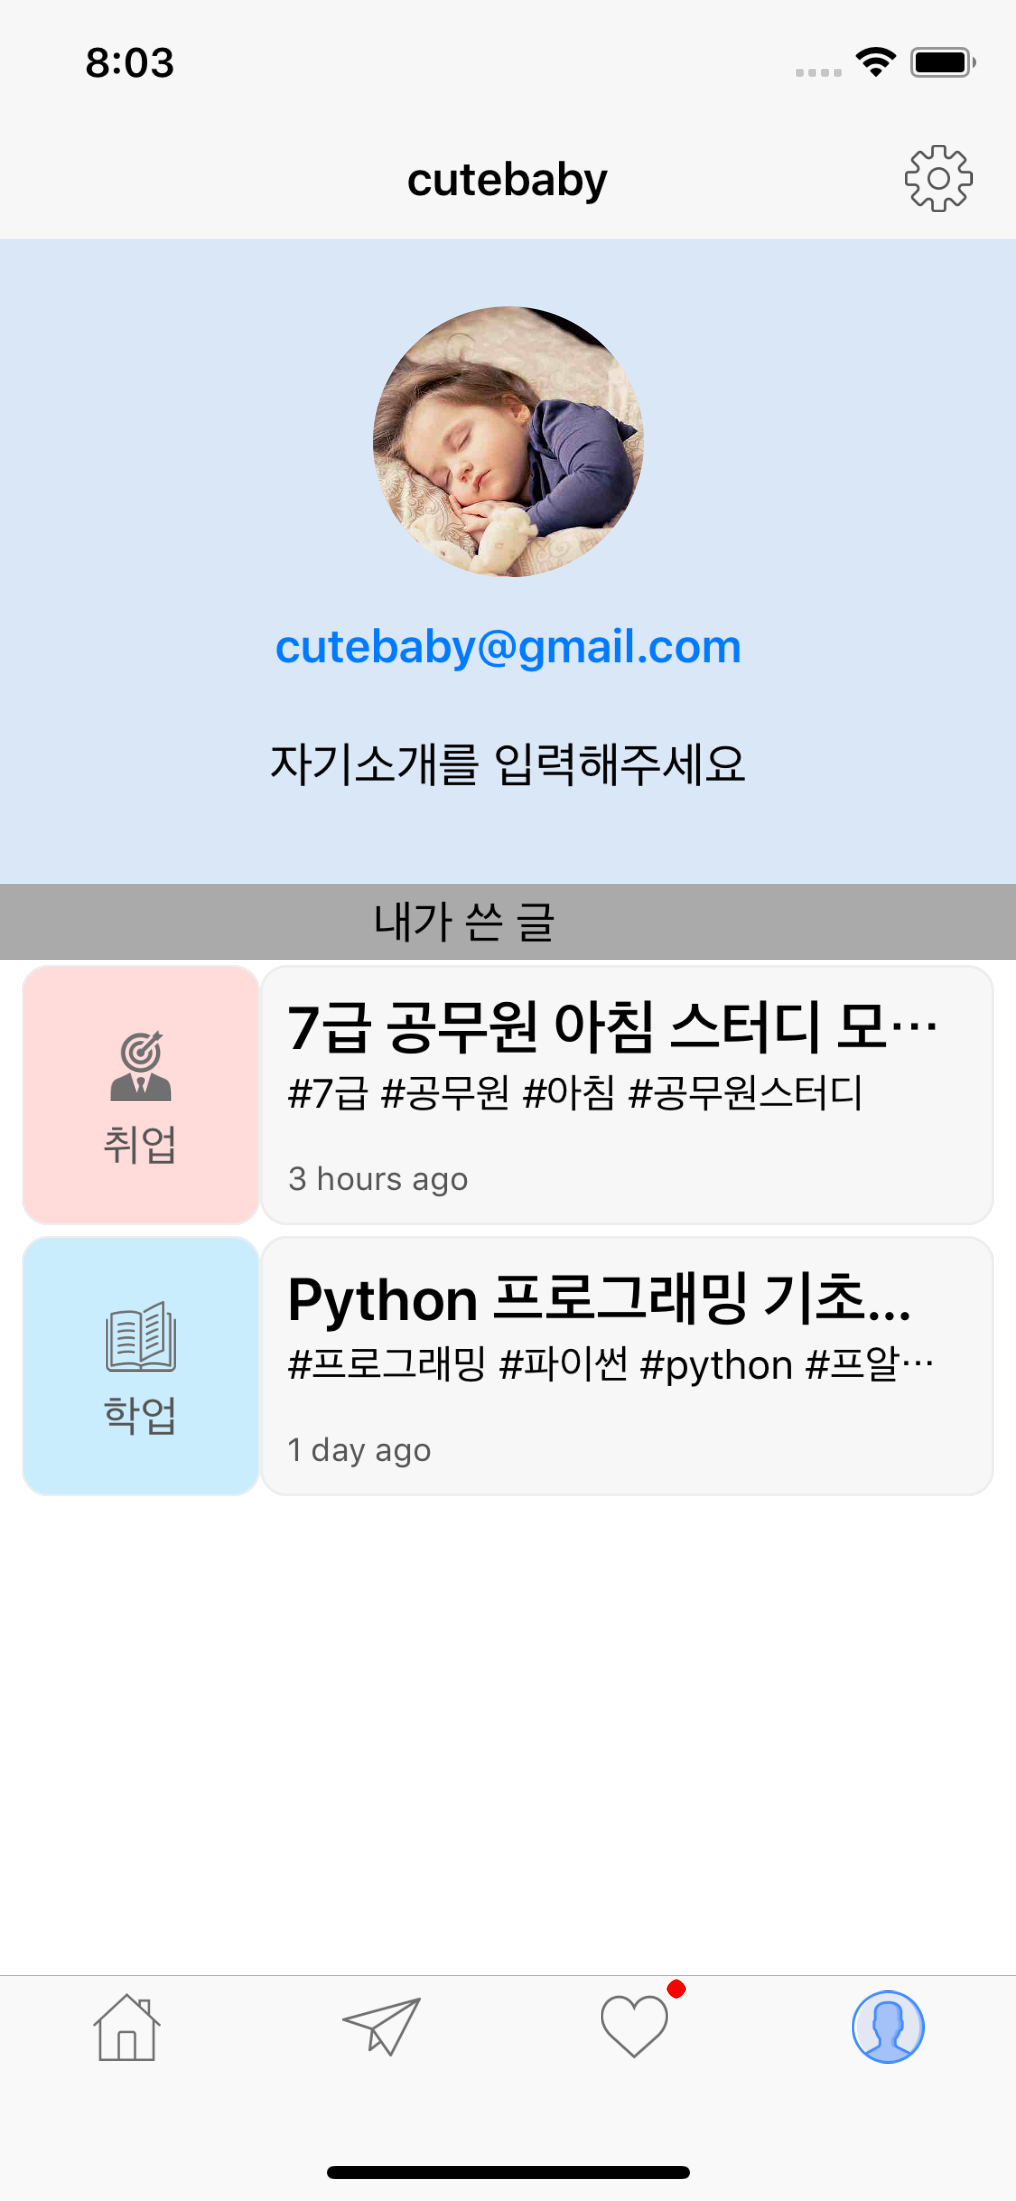 8:03
cutebaby
cutebaby@gmail.com
자기소개를 입력해주세요
내가 쓴 글
7급 공무원 아침 스터디 모…
#7급 #공무원 #아침 #공무원스터디
취업
3 hours ago
Python 프로그래밍 기초...
#프로그래밍 #파이썬 #python #프알…
학업
1 day ago